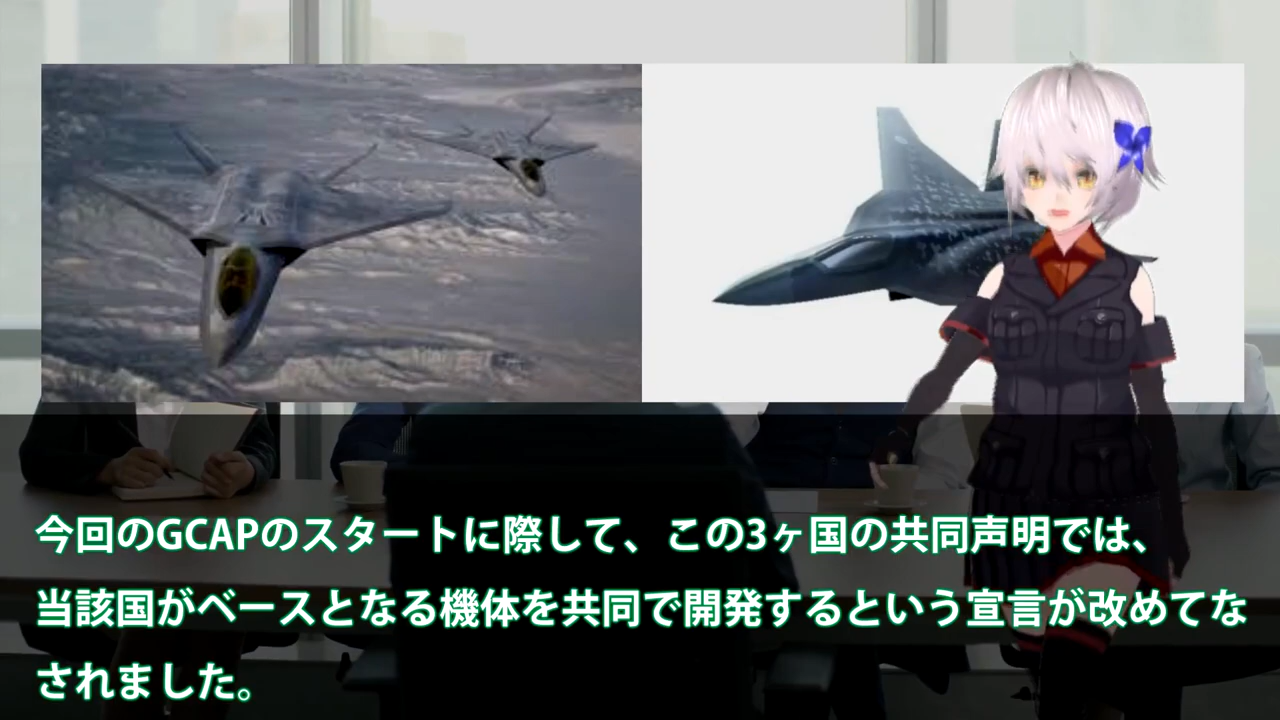 今回のGCAPのスタートに際して、この3ヶ国の共同声明では、
当該国がベースとなる機体を共同で開発するという宣言が改めてな
されました。